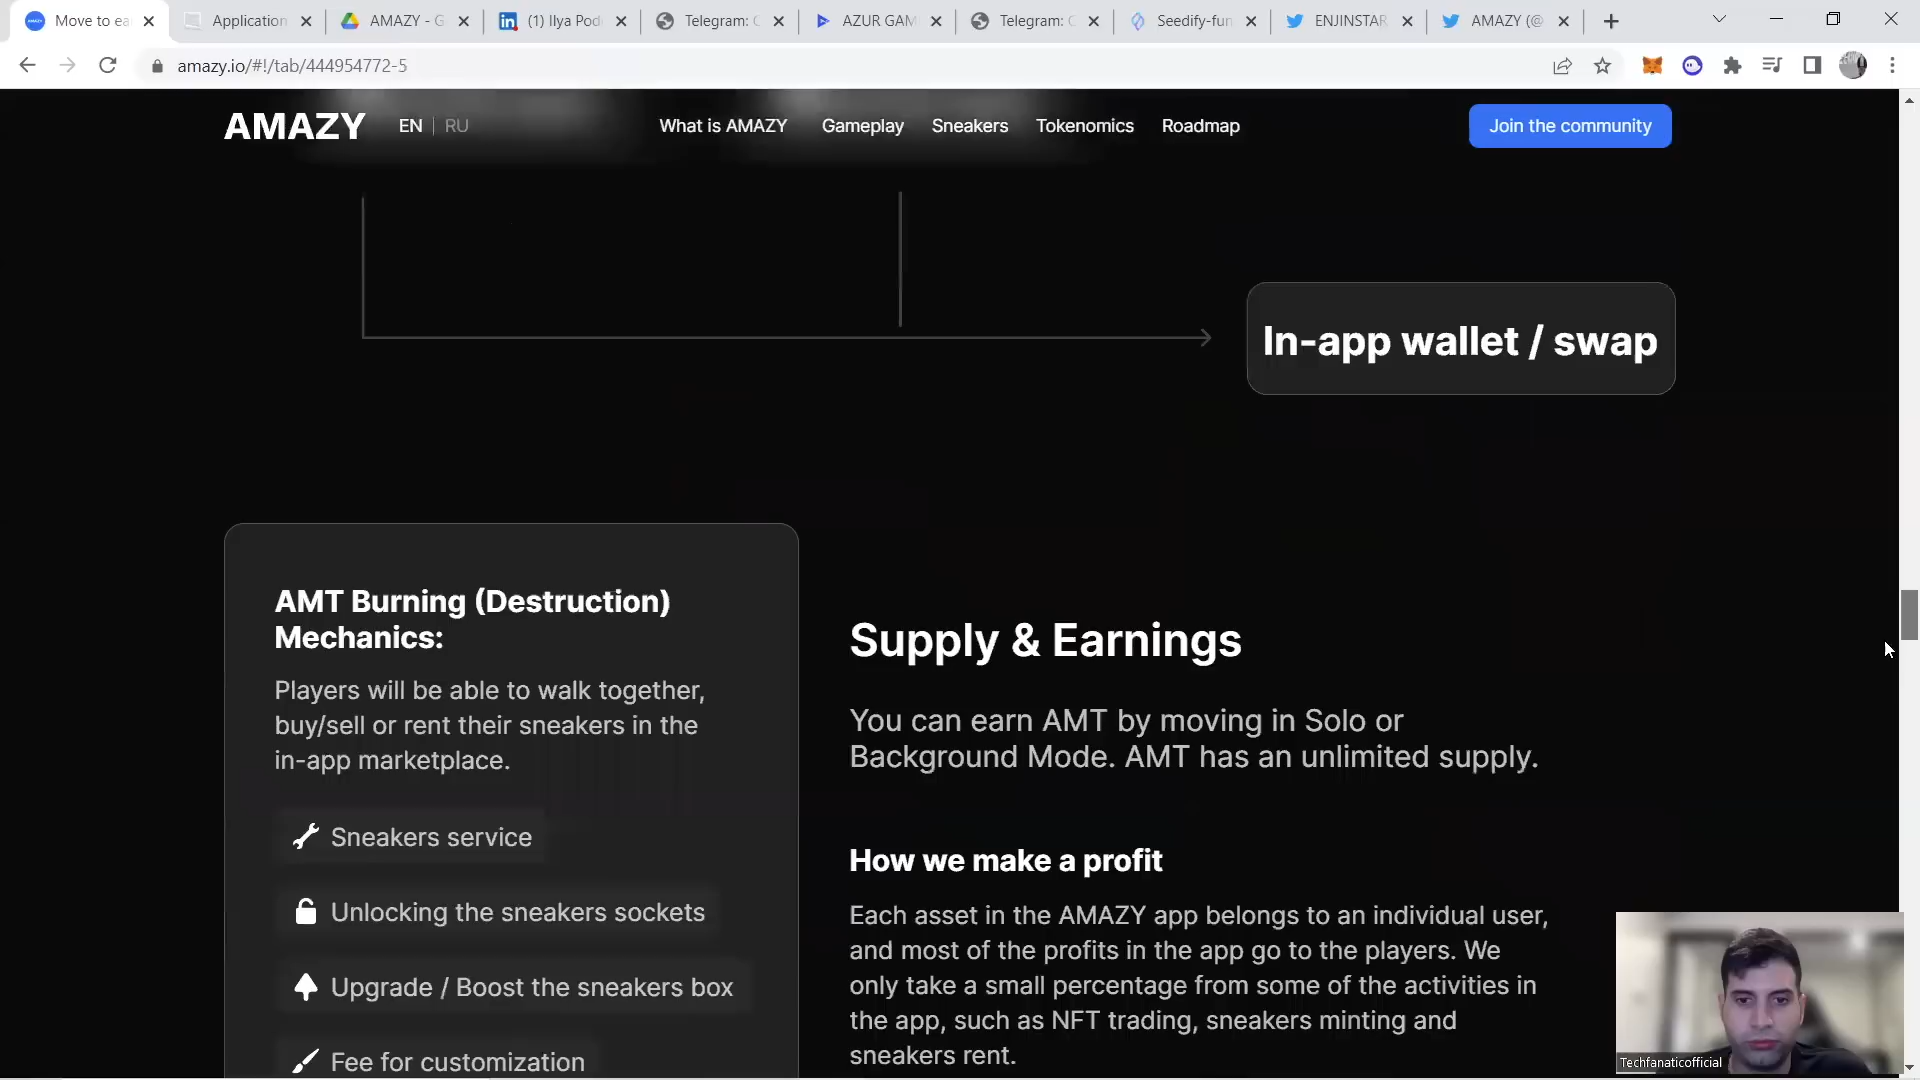 Move to ea
Application
AMAZY - G
(1) Ilya Pod
Telegram: C
AZUR GAM
Telegram: C
Seedify-fun
ENJINSTAR
AMAZY (@
amazy.io/#!/tab/444954772-5
AMAZY
EN | RU
What is AMAZY
Gameplay
Sneakers
Tokenomics
Roadmap
Join the community
In-app wallet / swap
AMT Burning (Destruction)
Mechanics:
Players will be able to walk together,
buy/sell or rent their sneakers in the
in-app marketplace.
Sneakers service
Unlocking the sneakers sockets
Upgrade / Boost the sneakers box
Fee for customization
Supply & Earnings
You can earn AMT by moving in Solo or
Background Mode. AMT has an unlimited supply.
How we make a profit
Each asset in the AMAZY app belongs to an individual user,
and most of the profits in the app go to the players. We
only take a small percentage from some of the activities in
the app, such as NFT trading, sneakers minting and
sneakers rent.
Techfanaticofficial